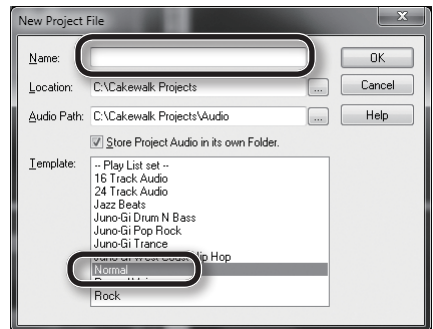 New Project File
Name:
OK
Location: C:\Cakewalk Projects ...
Cancel
Audio Path: C:\Cakewalk Projects\Audio ...
Help
Store Project Audio in its own Folder.
Template:
-- Play List set --
16 Track Audio
24 Track Audio
Jazz Beats
Juno-Gi Drum N Bass
Juno-Gi Pop Rock
Juno-Gi Trance
Hip Hop
Normal
Rock